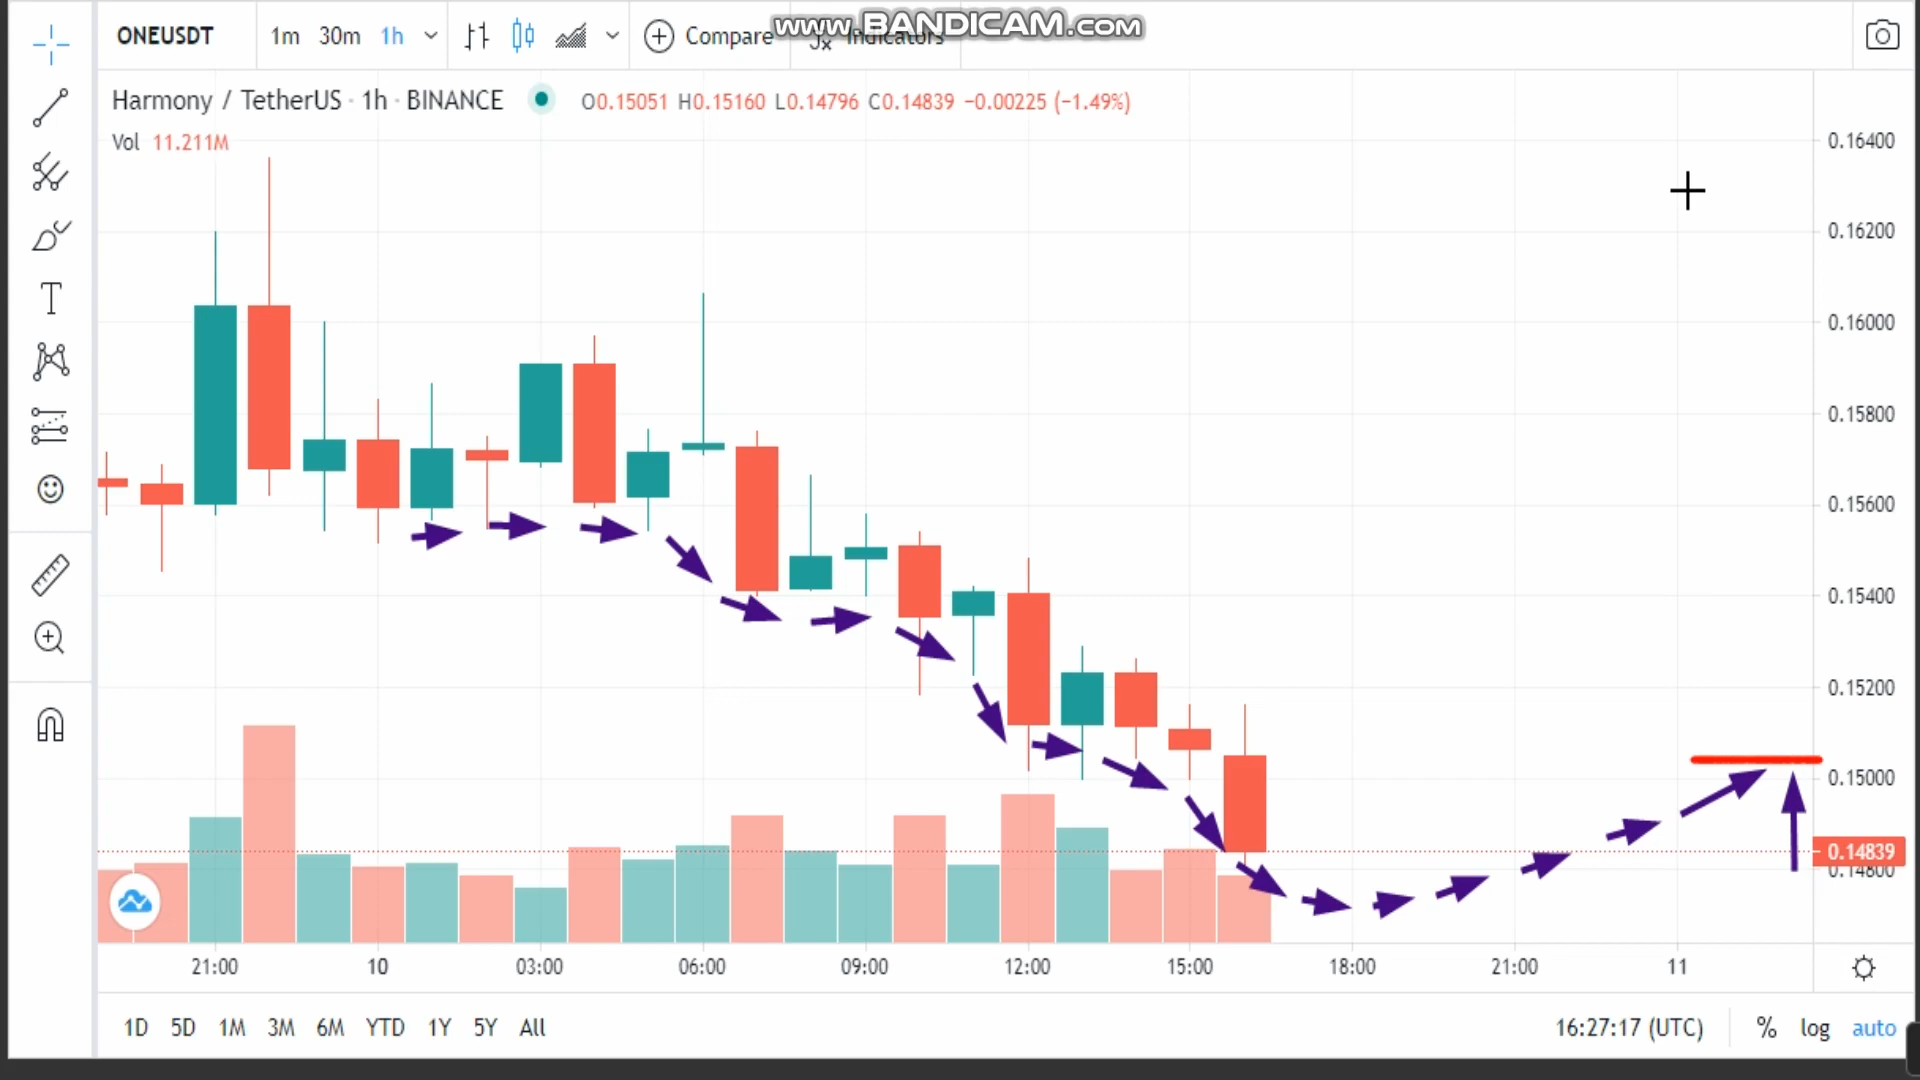 ONEUSDT 1m 30m 1h Compare Indicators
www.BANDICAM.com
Harmony / TetherUS · 1h · BINANCE O0.15051 H0.15160 L0.14796 C0.14839 −0.00225 (−1.49%)
Vol 11.211M
0.16400
0.16200
0.16000
0.15800
0.15600
0.15400
0.15200
0.15000
0.14839
0.14800
21:00 10 03:00 06:00 09:00 12:00 15:00 18:00 21:00 11
1D 5D 1M 3M 6M YTD 1Y 5Y All 16:27:17 (UTC) % log auto